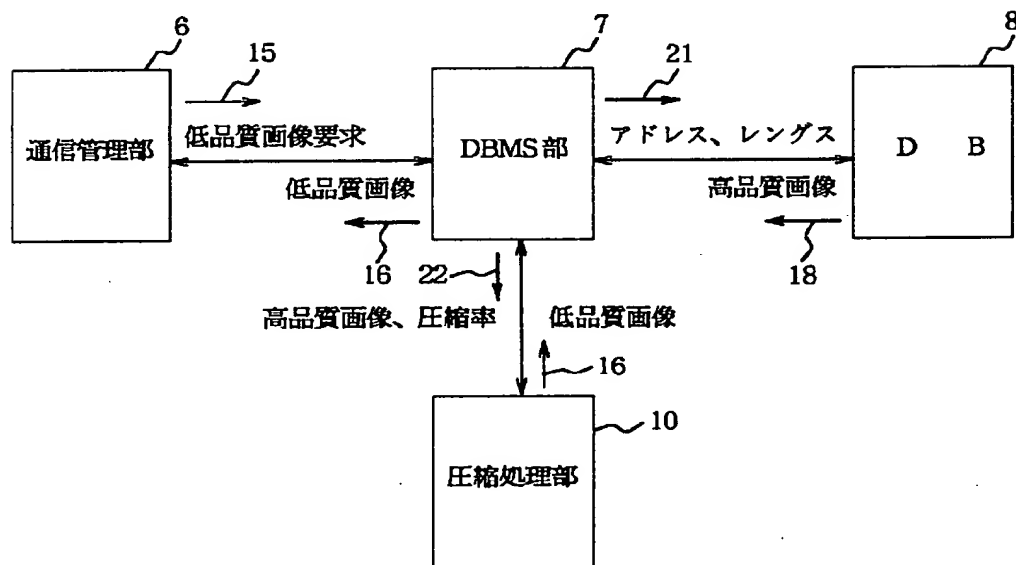 6
7
8
15
21
通信管理部
低品質画像要求
DBMS部
アドレス、レングス
D B
低品質画像
高品質画像
16
22
18
高品質画像、圧縮率
低品質画像
16
10
圧縮処理部